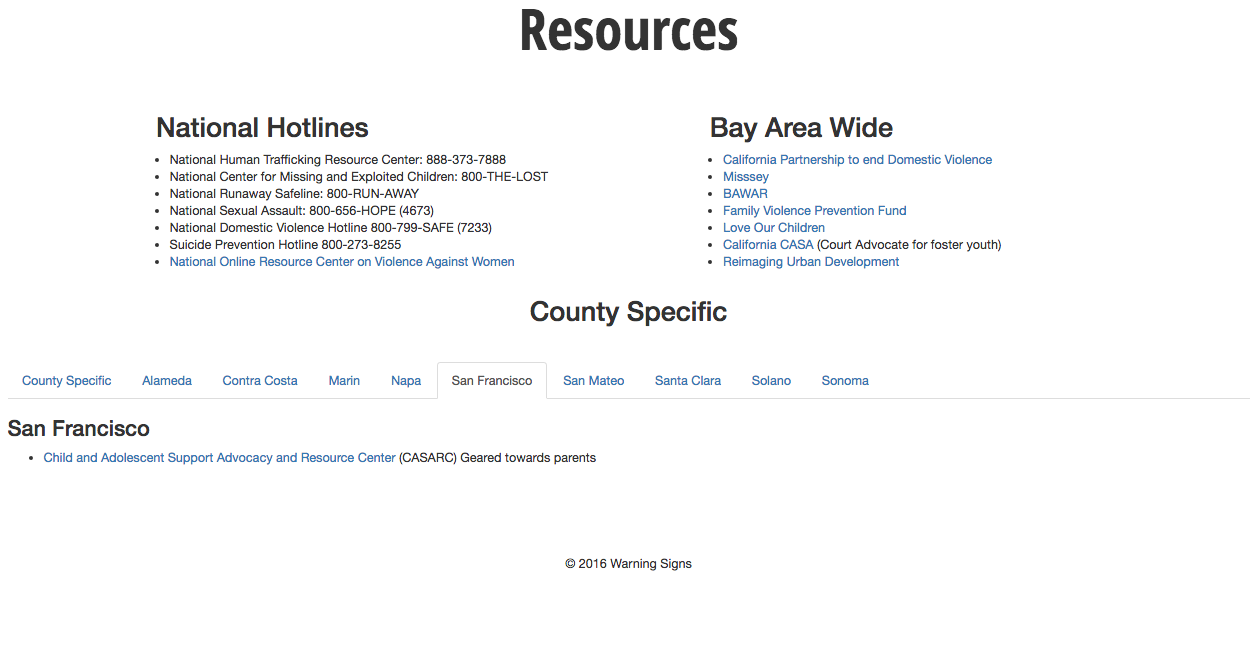 Resources
National Hotlines
National Human Trafficking Resource Center: 888-373-7888
National Center for Missing and Exploited Children: 800-THE-LOST
National Runaway Safeline: 800-RUN-AWAY
National Sexual Assault: 800-656-HOPE (4673)
National Domestic Violence Hotline 800-799-SAFE (7233)
Suicide Prevention Hotline 800-273-8255
National Online Resource Center on Violence Against Women
Bay Area Wide
California Partnership to end Domestic Violence
Misssey
BAWAR
Family Violence Prevention Fund
Love Our Children
California CASA (Court Advocate for foster youth)
Reimaging Urban Development
County Specific
County Specific Alameda Contra Costa Marin Napa San Francisco San Mateo Santa Clara Solano Sonoma
San Francisco
Child and Adolescent Support Advocacy and Resource Center (CASARC) Geared towards parents
© 2016 Warning Signs